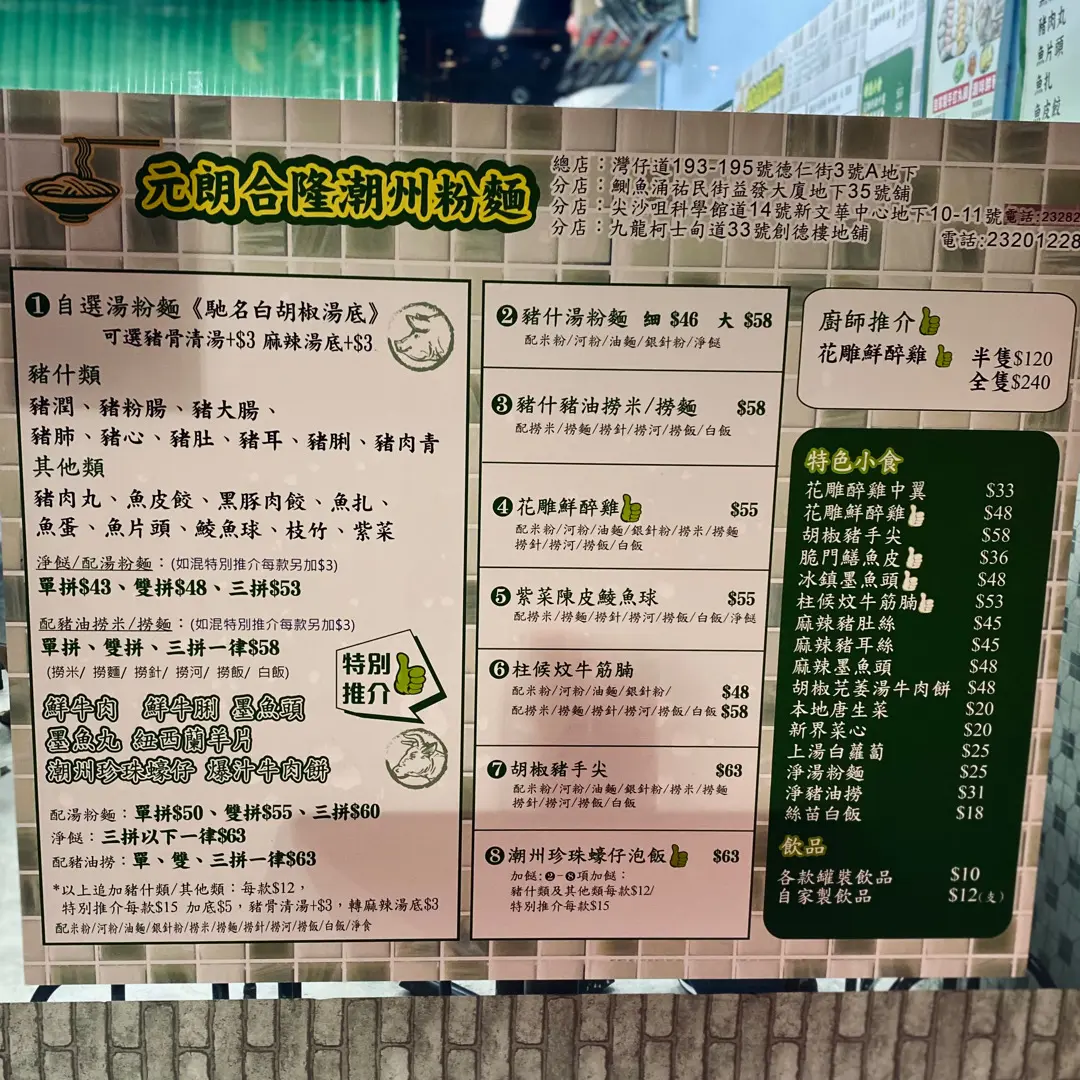 元朗合隆潮州粉麵
總店：灣仔道193-195號德仁街3號A地下
分店：鰂魚涌祐民街益發大廈地下35號舖
分店：尖沙咀科學館道14號新文華中心地下10-11號 電話:23282
分店：九龍柯士甸道33號創德樓地舖 電話:23201228
❶自選湯粉麵《馳名白胡椒湯底》
可選豬骨清湯+$3 麻辣湯底+$3
豬什類
豬潤、豬粉腸、豬大腸、
豬肺、豬心、豬肚、豬耳、豬脷、豬肉青
其他類
豬肉丸、魚皮餃、黑豚肉餃、魚扎、
魚蛋、魚片頭、鯪魚球、枝竹、紫菜
淨餸/配湯粉麵：(如混特別推介每款另加$3)
單拼$43、雙拼$48、三拼$53
配豬油撈米/撈麵：(如混特別推介每款另加$3)
單拼、雙拼、三拼一律$58
(撈米/ 撈麵/ 撈針/ 撈河/ 撈飯/ 白飯)
特別
推介
鮮牛肉 鮮牛脷 墨魚頭
墨魚丸 紐西蘭羊片
潮州珍珠蠔仔 爆汁牛肉餅
配湯粉麵：單拼$50、雙拼$55、三拼$60
淨餸：三拼以下一律$63
配豬油撈：單、雙、三拼一律$63
*以上追加豬什類/其他類：每款$12，
特別推介每款$15 加底$5，豬骨清湯+$3，轉麻辣湯底$3
配米粉/河粉/油麵/銀針粉/撈米/撈麵/撈針/撈河/撈飯/白飯/淨食
❷豬什湯粉麵 細 $46 大 $58
配米粉/河粉/油麵/銀針粉/淨餸
❸豬什豬油撈米/撈麵 $58
配撈米/撈麵/撈針/撈河/撈飯/白飯
❹花雕鮮醉雞 $55
配米粉/河粉/油麵/銀針粉/撈米/撈麵
撈針/撈河/撈飯/白飯
❺紫菜陳皮鯪魚球 $55
配撈米/撈麵/撈針/撈河/撈飯/白飯/淨餸
❻柱候炆牛筋腩
配米粉/河粉/油麵/銀針粉/ $48
配撈米/撈麵/撈針/撈河/撈飯/白飯 $58
❼胡椒豬手尖 $63
配米粉/河粉/油麵/銀針粉/撈米/撈麵
撈針/撈河/撈飯/白飯
❽潮州珍珠蠔仔泡飯 $63
加餸:❷-❽項加餸：
豬什類及其他類每款$12/
特別推介每款$15
廚師推介
花雕鮮醉雞 半隻$120
全隻$240
特色小食
花雕醉雞中翼 $33
花雕鮮醉雞 $48
胡椒豬手尖 $58
脆門鱔魚皮 $36
冰鎮墨魚頭 $48
柱候炆牛筋腩 $53
麻辣豬肚絲 $45
麻辣豬耳絲 $45
麻辣墨魚頭 $48
胡椒芫荽湯牛肉餅 $48
本地唐生菜 $20
新界菜心 $20
上湯白蘿蔔 $25
淨湯粉麵 $25
淨豬油撈 $31
絲苗白飯 $18
飲品
各款罐裝飲品 $10
自家製飲品 $12(支)
豬肉丸
魚片頭
魚扎
魚皮餃